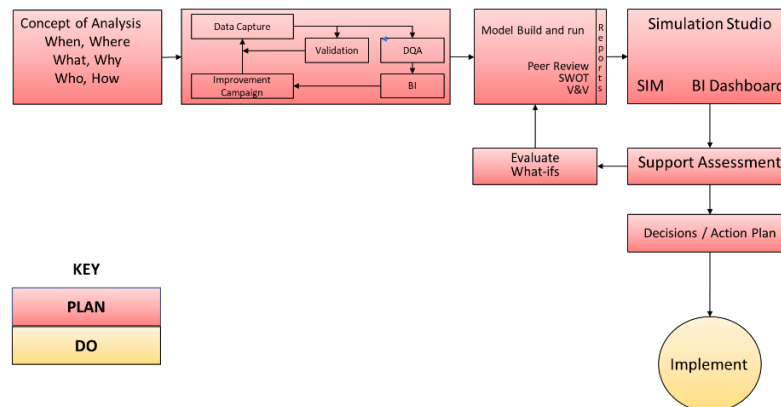 Concept of Analysis
When, Where
What, Why
Who, How
Data Capture
Validation
DQA
Improvement
Campaign
BI
Model Build and run
Peer Review
SWOT
V&V
Reports
Simulation Studio
SIM BI Dashboard
Evaluate
What-ifs
Support Assessment
Decisions / Action Plan
KEY
PLAN
DO
Implement